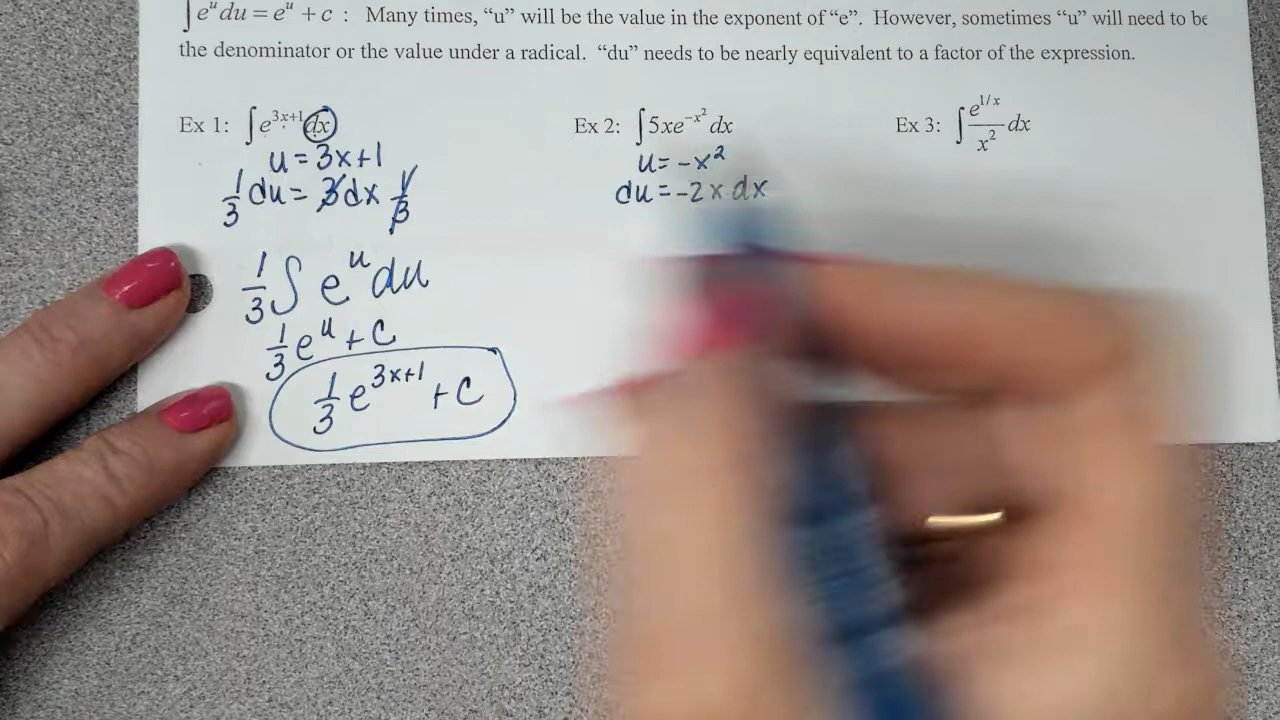 ∫e^u du = e^u + c : Many times, “u” will be the value in the exponent of “e”. However, sometimes “u” will need to be
the denominator or the value under a radical. “du” needs to be nearly equivalent to a factor of the expression.
Ex 1: ∫e^{3x+1}dx
u = 3x+1
1/3 du = 3dx 1/3
1/3 ∫ e^u du
1/3 e^u + C
1/3 e^{3x+1} + C
Ex 2: ∫5xe^{-x^2} dx
u = -x^2
du = -2x dx
Ex 3: ∫ e^{1/x}/x^2 dx